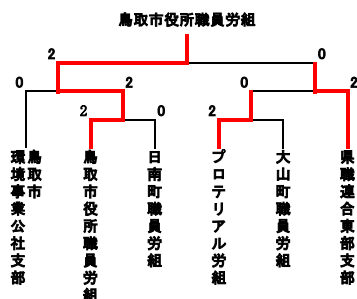 鳥取市役所職員労組
2 0
0 2 0 2
2 0 2
鳥取市
環境事業公社支部
鳥取市役所職員労組
日南町職員労組
プロテリアル労組
大山町職員労組
県職連合東部支部